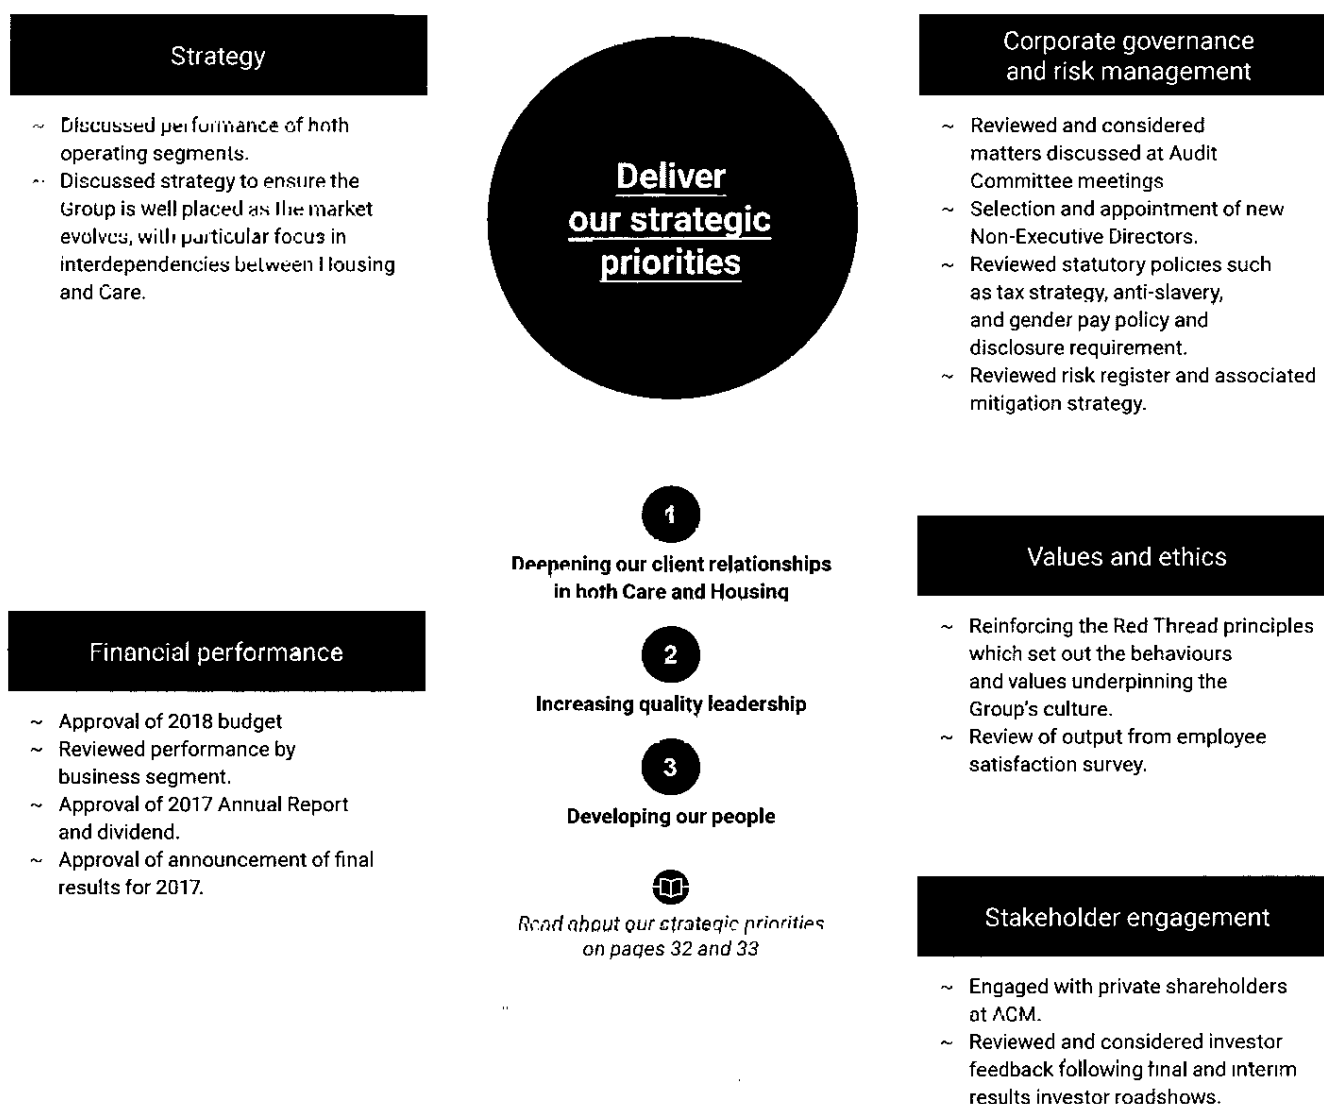 Strategy
~ Discussed performance of both
operating segments.
~ Discussed strategy to ensure the
Group is well placed as the market
evolves, with particular focus in
interdependencies between Housing
and Care.
Financial performance
~ Approval of 2018 budget
~ Reviewed performance by
business segment.
~ Approval of 2017 Annual Report
and dividend.
~ Approval of announcement of final
results for 2017.
Deliver
our strategic
priorities
1
Deepening our client relationships
in both Care and Housing
2
Increasing quality leadership
3
Developing our people
Read about our strategic priorities
on pages 32 and 33
Corporate governance
and risk management
~ Reviewed and considered
matters discussed at Audit
Committee meetings
~ Selection and appointment of new
Non-Executive Directors.
~ Reviewed statutory policies such
as tax strategy, anti-slavery,
and gender pay policy and
disclosure requirement.
~ Reviewed risk register and associated
mitigation strategy.
Values and ethics
~ Reinforcing the Red Thread principles
which set out the behaviours
and values underpinning the
Group's culture.
~ Review of output from employee
satisfaction survey.
Stakeholder engagement
~ Engaged with private shareholders
at AGM.
~ Reviewed and considered investor
feedback following final and interim
results investor roadshows.